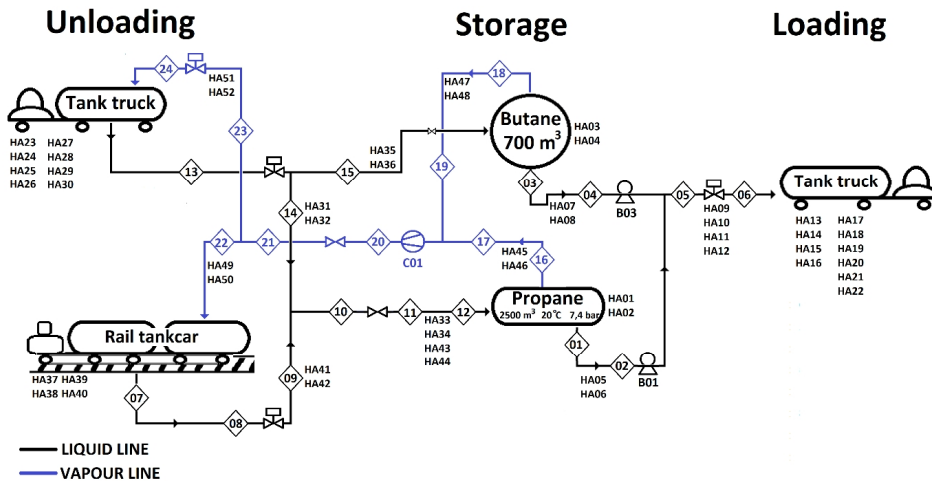 Unloading
Storage
Loading
24
HA51
HA52
Tank truck
HA23 HA27
HA24 HA28
HA25 HA29
HA26 HA30
23
13
15
HA35
HA36
14
HA31
HA32
18
HA47
HA48
Butane
700 m³
HA03
HA04
19
03
04
HA07
HA08
B03
05
06
HA09
HA10
HA11
HA12
Tank truck
HA13 HA17
HA14 HA18
HA15 HA19
HA16 HA20
HA21
HA22
22
21
20
C01
17
HA45
HA46
16
HA49
HA50
Propane
2500 m³ 20°C 7,4 bar
HA01
HA02
10
11
12
HA33
HA34
HA43
HA44
01
02
B01
HA05
HA06
Rail tankcar
HA37 HA39
HA38 HA40
07
08
09
HA41
HA42
LIQUID LINE
VAPOUR LINE